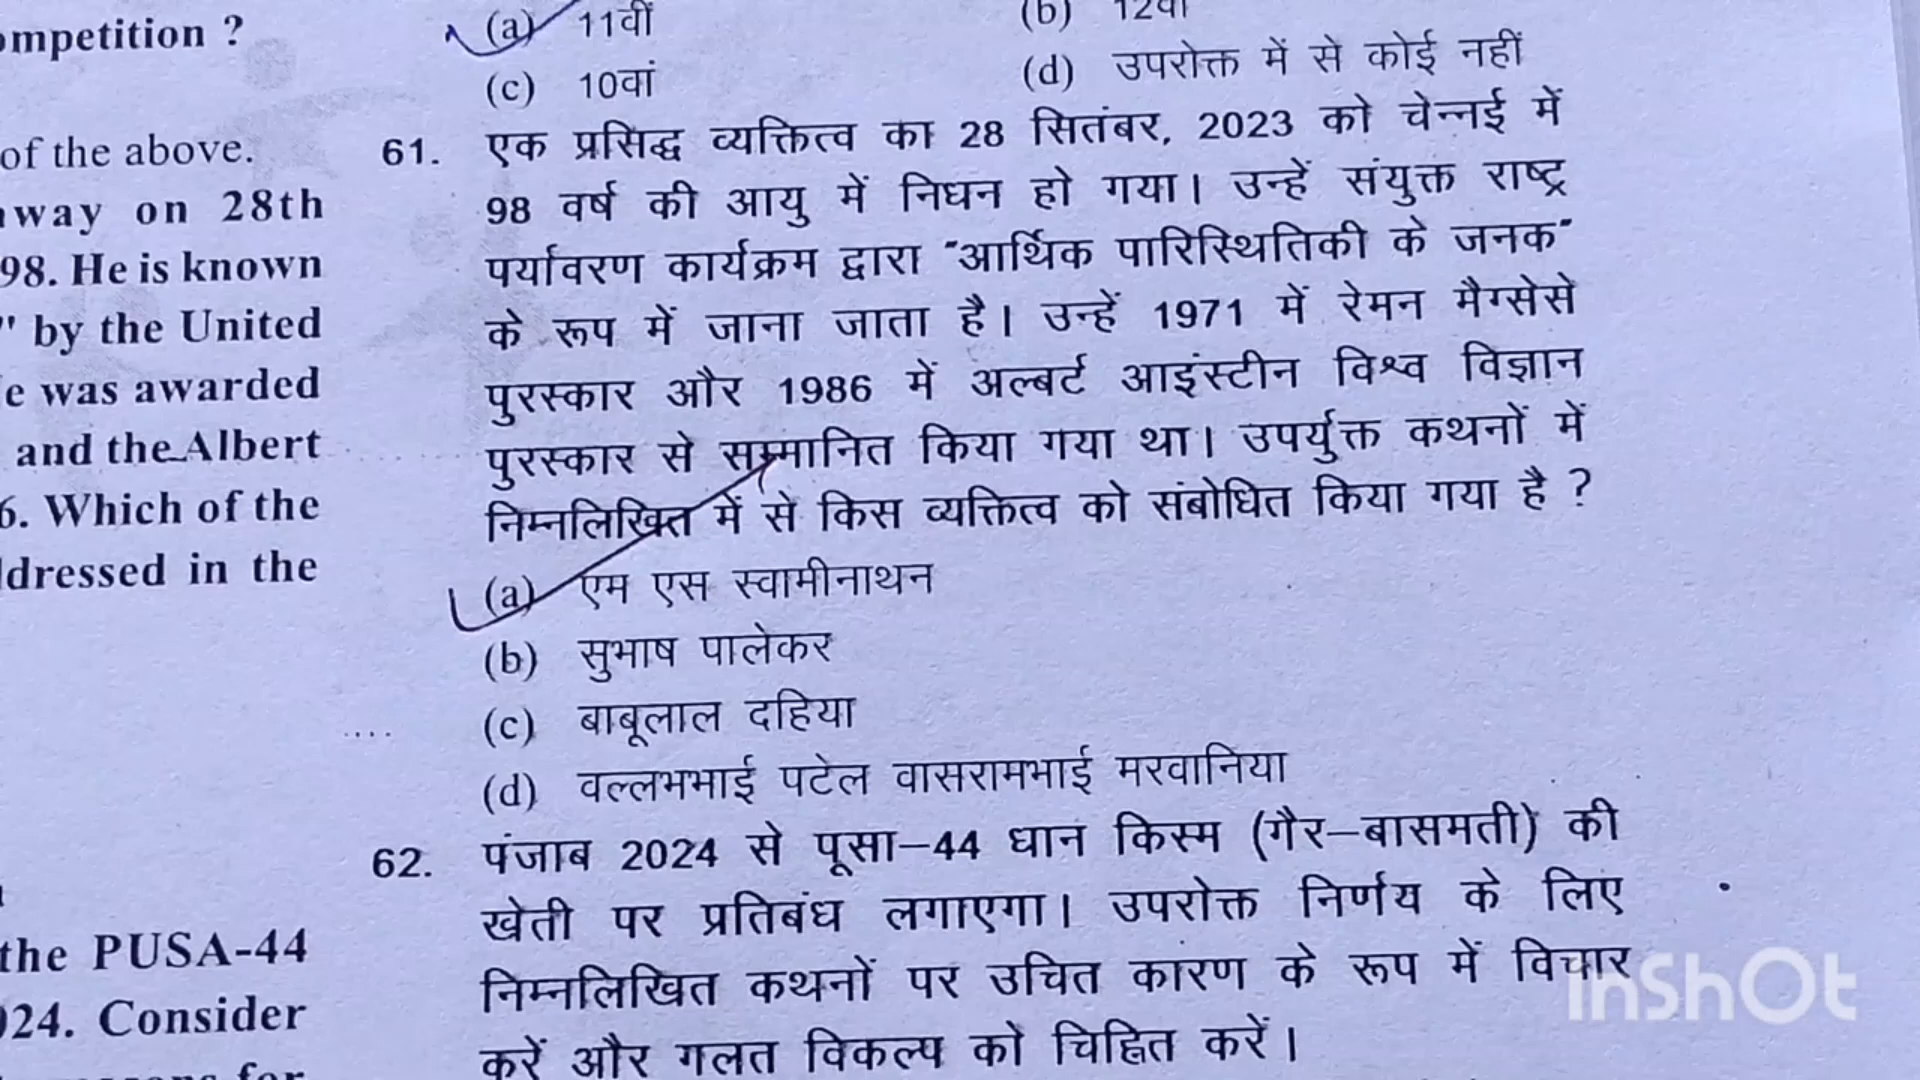 ompetition ?
of the above.
way on 28th
98. He is known
" by the United
e was awarded
and the Albert
6. Which of the
dressed in the
the PUSA-44
024. Consider
(a) 11वीं
(b) 12वां
(c) 10वां
(d) उपरोक्त में से कोई नहीं
61. एक प्रसिद्ध व्यक्तित्व का 28 सितंबर, 2023 को चेन्नई में
98 वर्ष की आयु में निधन हो गया। उन्हें संयुक्त राष्ट्र
पर्यावरण कार्यक्रम द्वारा "आर्थिक पारिस्थितिकी के जनक"
के रूप में जाना जाता है। उन्हें 1971 में रेमन मैग्सेसे
पुरस्कार और 1986 में अल्बर्ट आइंस्टीन विश्व विज्ञान
पुरस्कार से सम्मानित किया गया था। उपर्युक्त कथनों में
निम्नलिखित में से किस व्यक्तित्व को संबोधित किया गया है ?
(a) एम एस स्वामीनाथन
(b) सुभाष पालेकर
(c) बाबूलाल दहिया
(d) वल्लभभाई पटेल वासरामभाई मरवानिया
62. पंजाब 2024 से पूसा-44 धान किस्म (गैर-बासमती) की
खेती पर प्रतिबंध लगाएगा। उपरोक्त निर्णय के लिए
निम्नलिखित कथनों पर उचित कारण के रूप में विचार
करें और गलत विकल्प को चिह्नित करें।
InShOt